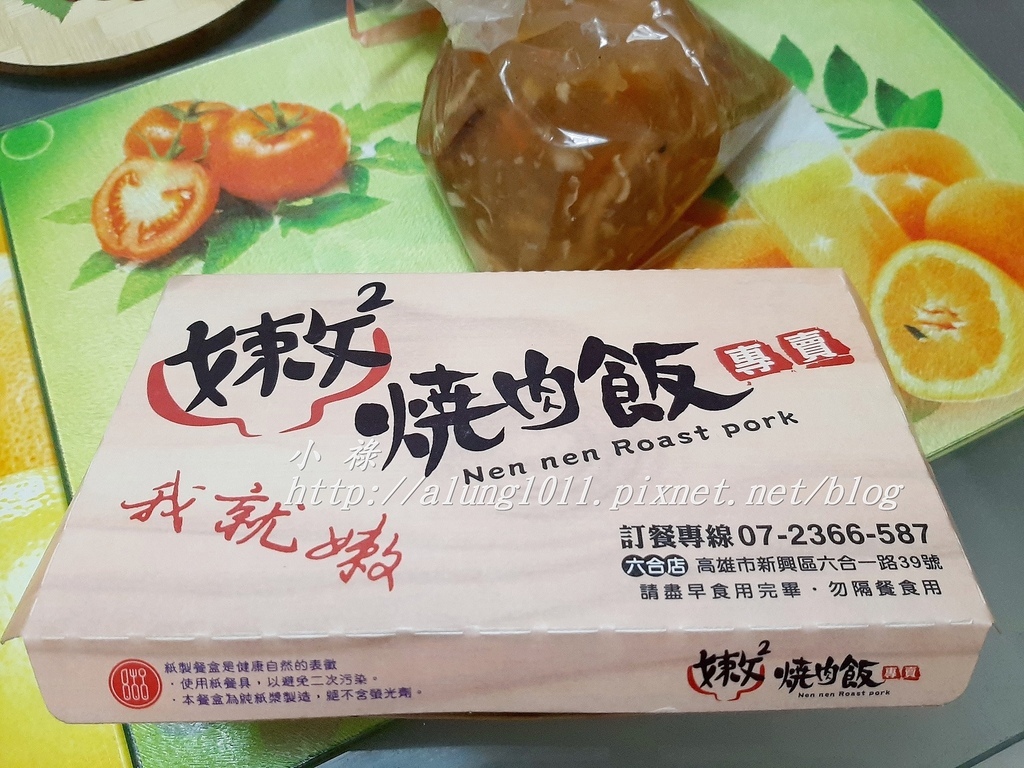 嫩2
燒肉飯 專賣
Nen nen Roast pork
小 祿
http://alung1011.pixnet.net/blog
我就嫩
訂餐專線 07-2366-587
六合店 高雄市新興區六合一路39號
請盡早食用完畢·勿隔餐食用
紙製餐盒是健康自然的表徵
·使用紙餐具，以避免二次污染。
·本餐盒為純紙漿製造，絕不含螢光劑。
嫩2 燒肉飯 專賣
Nen nen Roast pork